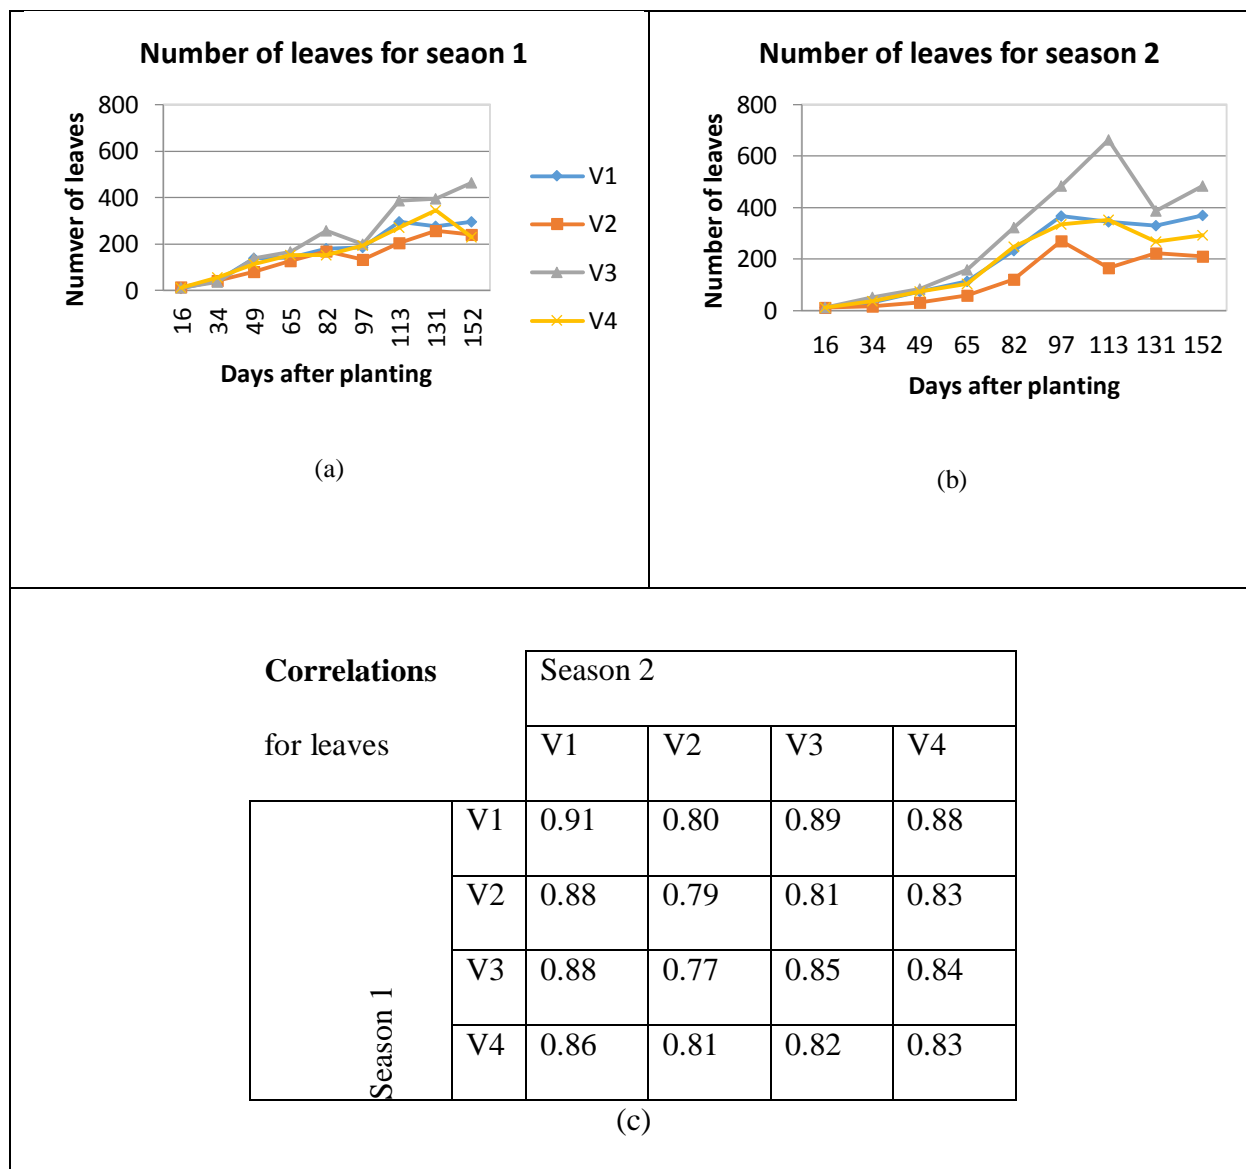 Number of leaves for seaon 1
Numver of leaves
800
600
400
200
0
16 34 49 65 82 97 113 131 152
Days after planting
V1
V2
V3
V4
(a)
Number of leaves for season 2
Number of leaves
800
600
400
200
0
16 34 49 65 82 97 113 131 152
Days after planting
(b)
Correlations Season 2
for leaves V1 V2 V3 V4
Season 1
V1 0.91 0.80 0.89 0.88
V2 0.88 0.79 0.81 0.83
V3 0.88 0.77 0.85 0.84
V4 0.86 0.81 0.82 0.83
(c)